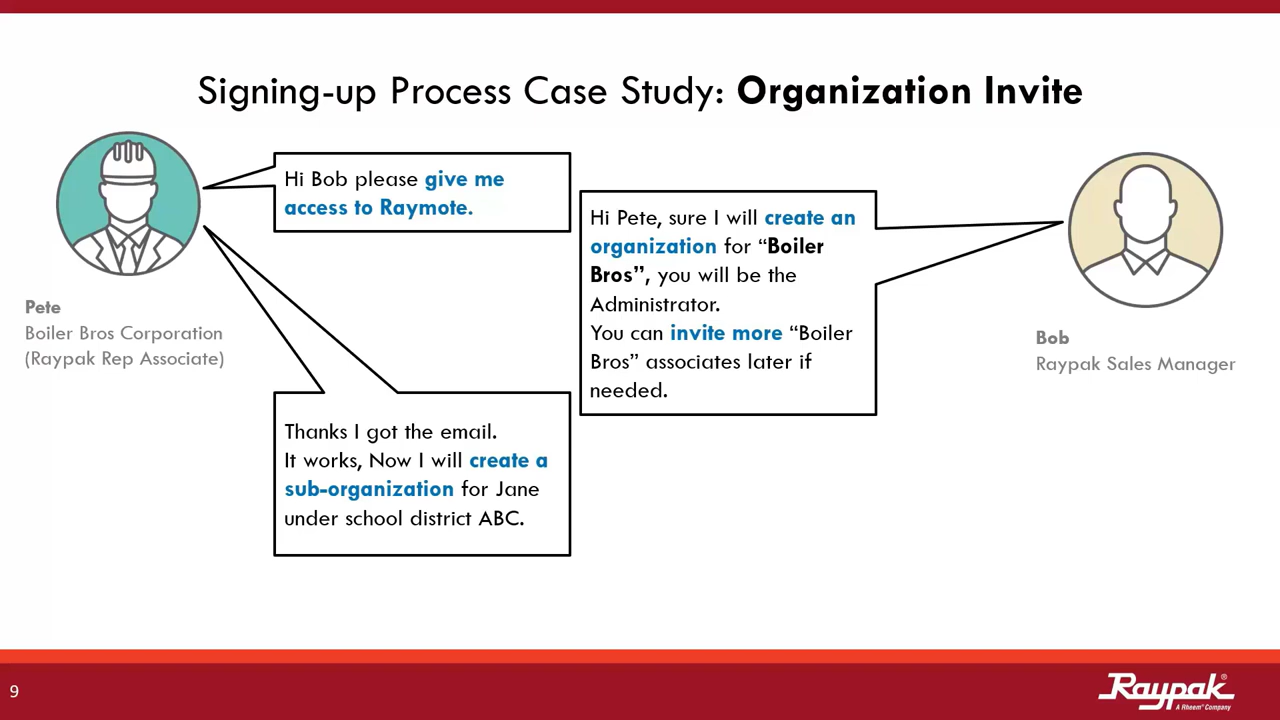 Signing-up Process Case Study: Organization Invite
Hi Bob please give me
access to Raymote.
Hi Pete, sure I will create an
organization for “Boiler
Bros”, you will be the
Administrator.
You can invite more “Boiler
Bros” associates later if
needed.
Pete
Boiler Bros Corporation
(Raypak Rep Associate)
Bob
Raypak Sales Manager
Thanks I got the email.
It works, Now I will create a
sub-organization for Jane
under school district ABC.
9
Raypak®
A Rheem® Company